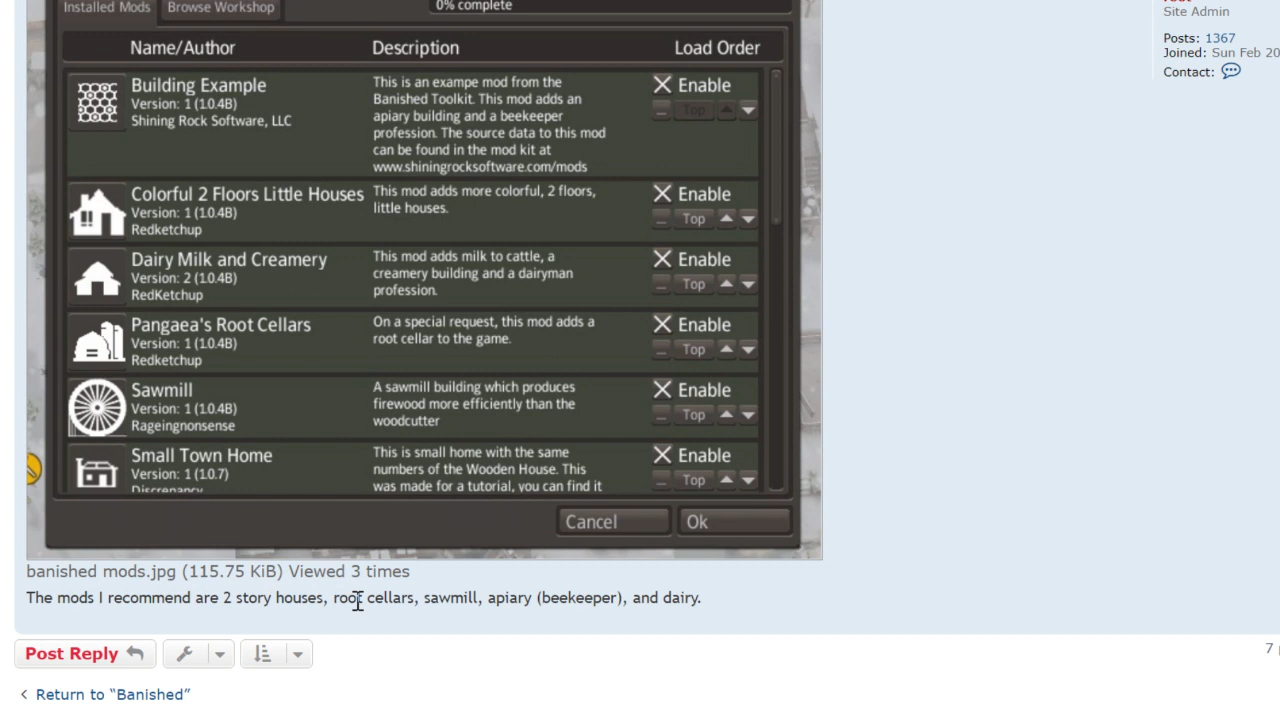 Installed Mods Browse Workshop 0% complete
Site Admin
Posts: 1367
Joined: Sun Feb 20
Contact:
Name/Author Description Load Order
Building Example
Version: 1 (1.0.4B)
Shining Rock Software, LLC
This is an exampe mod from the
Banished Toolkit. This mod adds an
apiary building and a beekeeper
profession. The source data to this mod
can be found in the mod kit at
www.shiningrocksoftware.com/mods
Enable
Top
Colorful 2 Floors Little Houses
Version: 1 (1.0.4B)
Redketchup
This mod adds more colorful, 2 floors,
little houses.
Enable
Top
Dairy Milk and Creamery
Version: 2 (1.0.4B)
RedKetchup
This mod adds milk to cattle, a
creamery building and a dairyman
profession.
Enable
Top
Pangaea's Root Cellars
Version: 1 (1.0.4B)
Redketchup
On a special request, this mod adds a
root cellar to the game.
Enable
Top
Sawmill
Version: 1 (1.0.4B)
Rageingnonsense
A sawmill building which produces
firewood more efficiently than the
woodcutter
Enable
Top
Small Town Home
Version: 1 (1.0.7)
Discrepancy
This is small home with the same
numbers of the Wooden House. This
was made for a tutorial, you can find it
Enable
Top
Cancel Ok
banished mods.jpg (115.75 KiB) Viewed 3 times
The mods I recommend are 2 story houses, root cellars, sawmill, apiary (beekeeper), and dairy.
Post Reply
7
Return to “Banished”